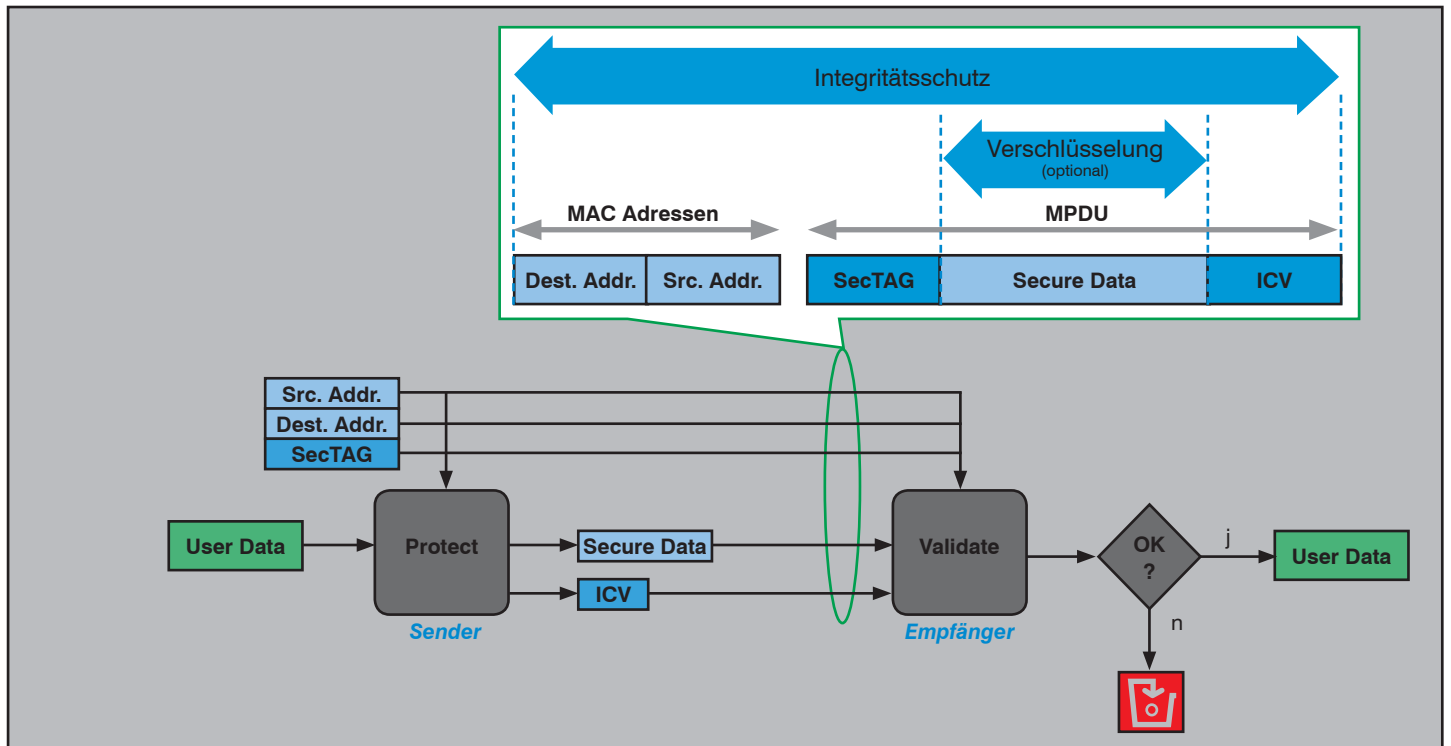 Integritätsschutz
Verschlüsselung
(optional)
MAC Adressen
MPDU
Dest. Addr.
Src. Addr.
SecTAG
Secure Data
ICV
Src. Addr.
Dest. Addr.
SecTAG
User Data
Protect
Secure Data
ICV
Validate
OK
?
j
User Data
Sender
Empfänger
n